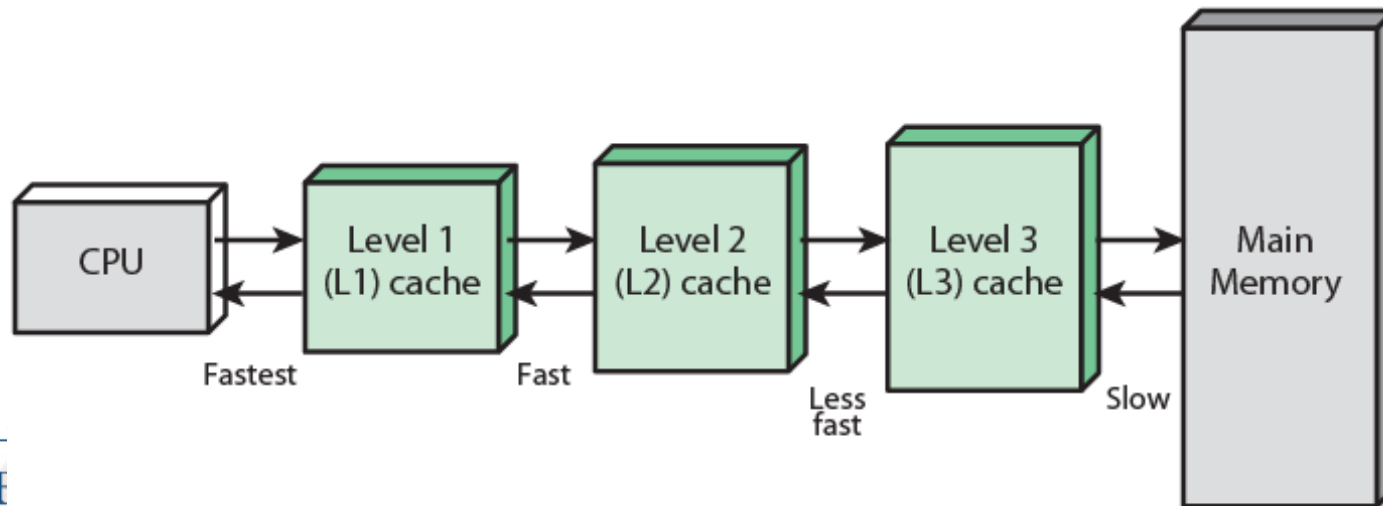 CPU
Level 1
(L1) cache
Level 2
(L2) cache
Level 3
(L3) cache
Main
Memory
Fastest
Fast
Less
fast
Slow